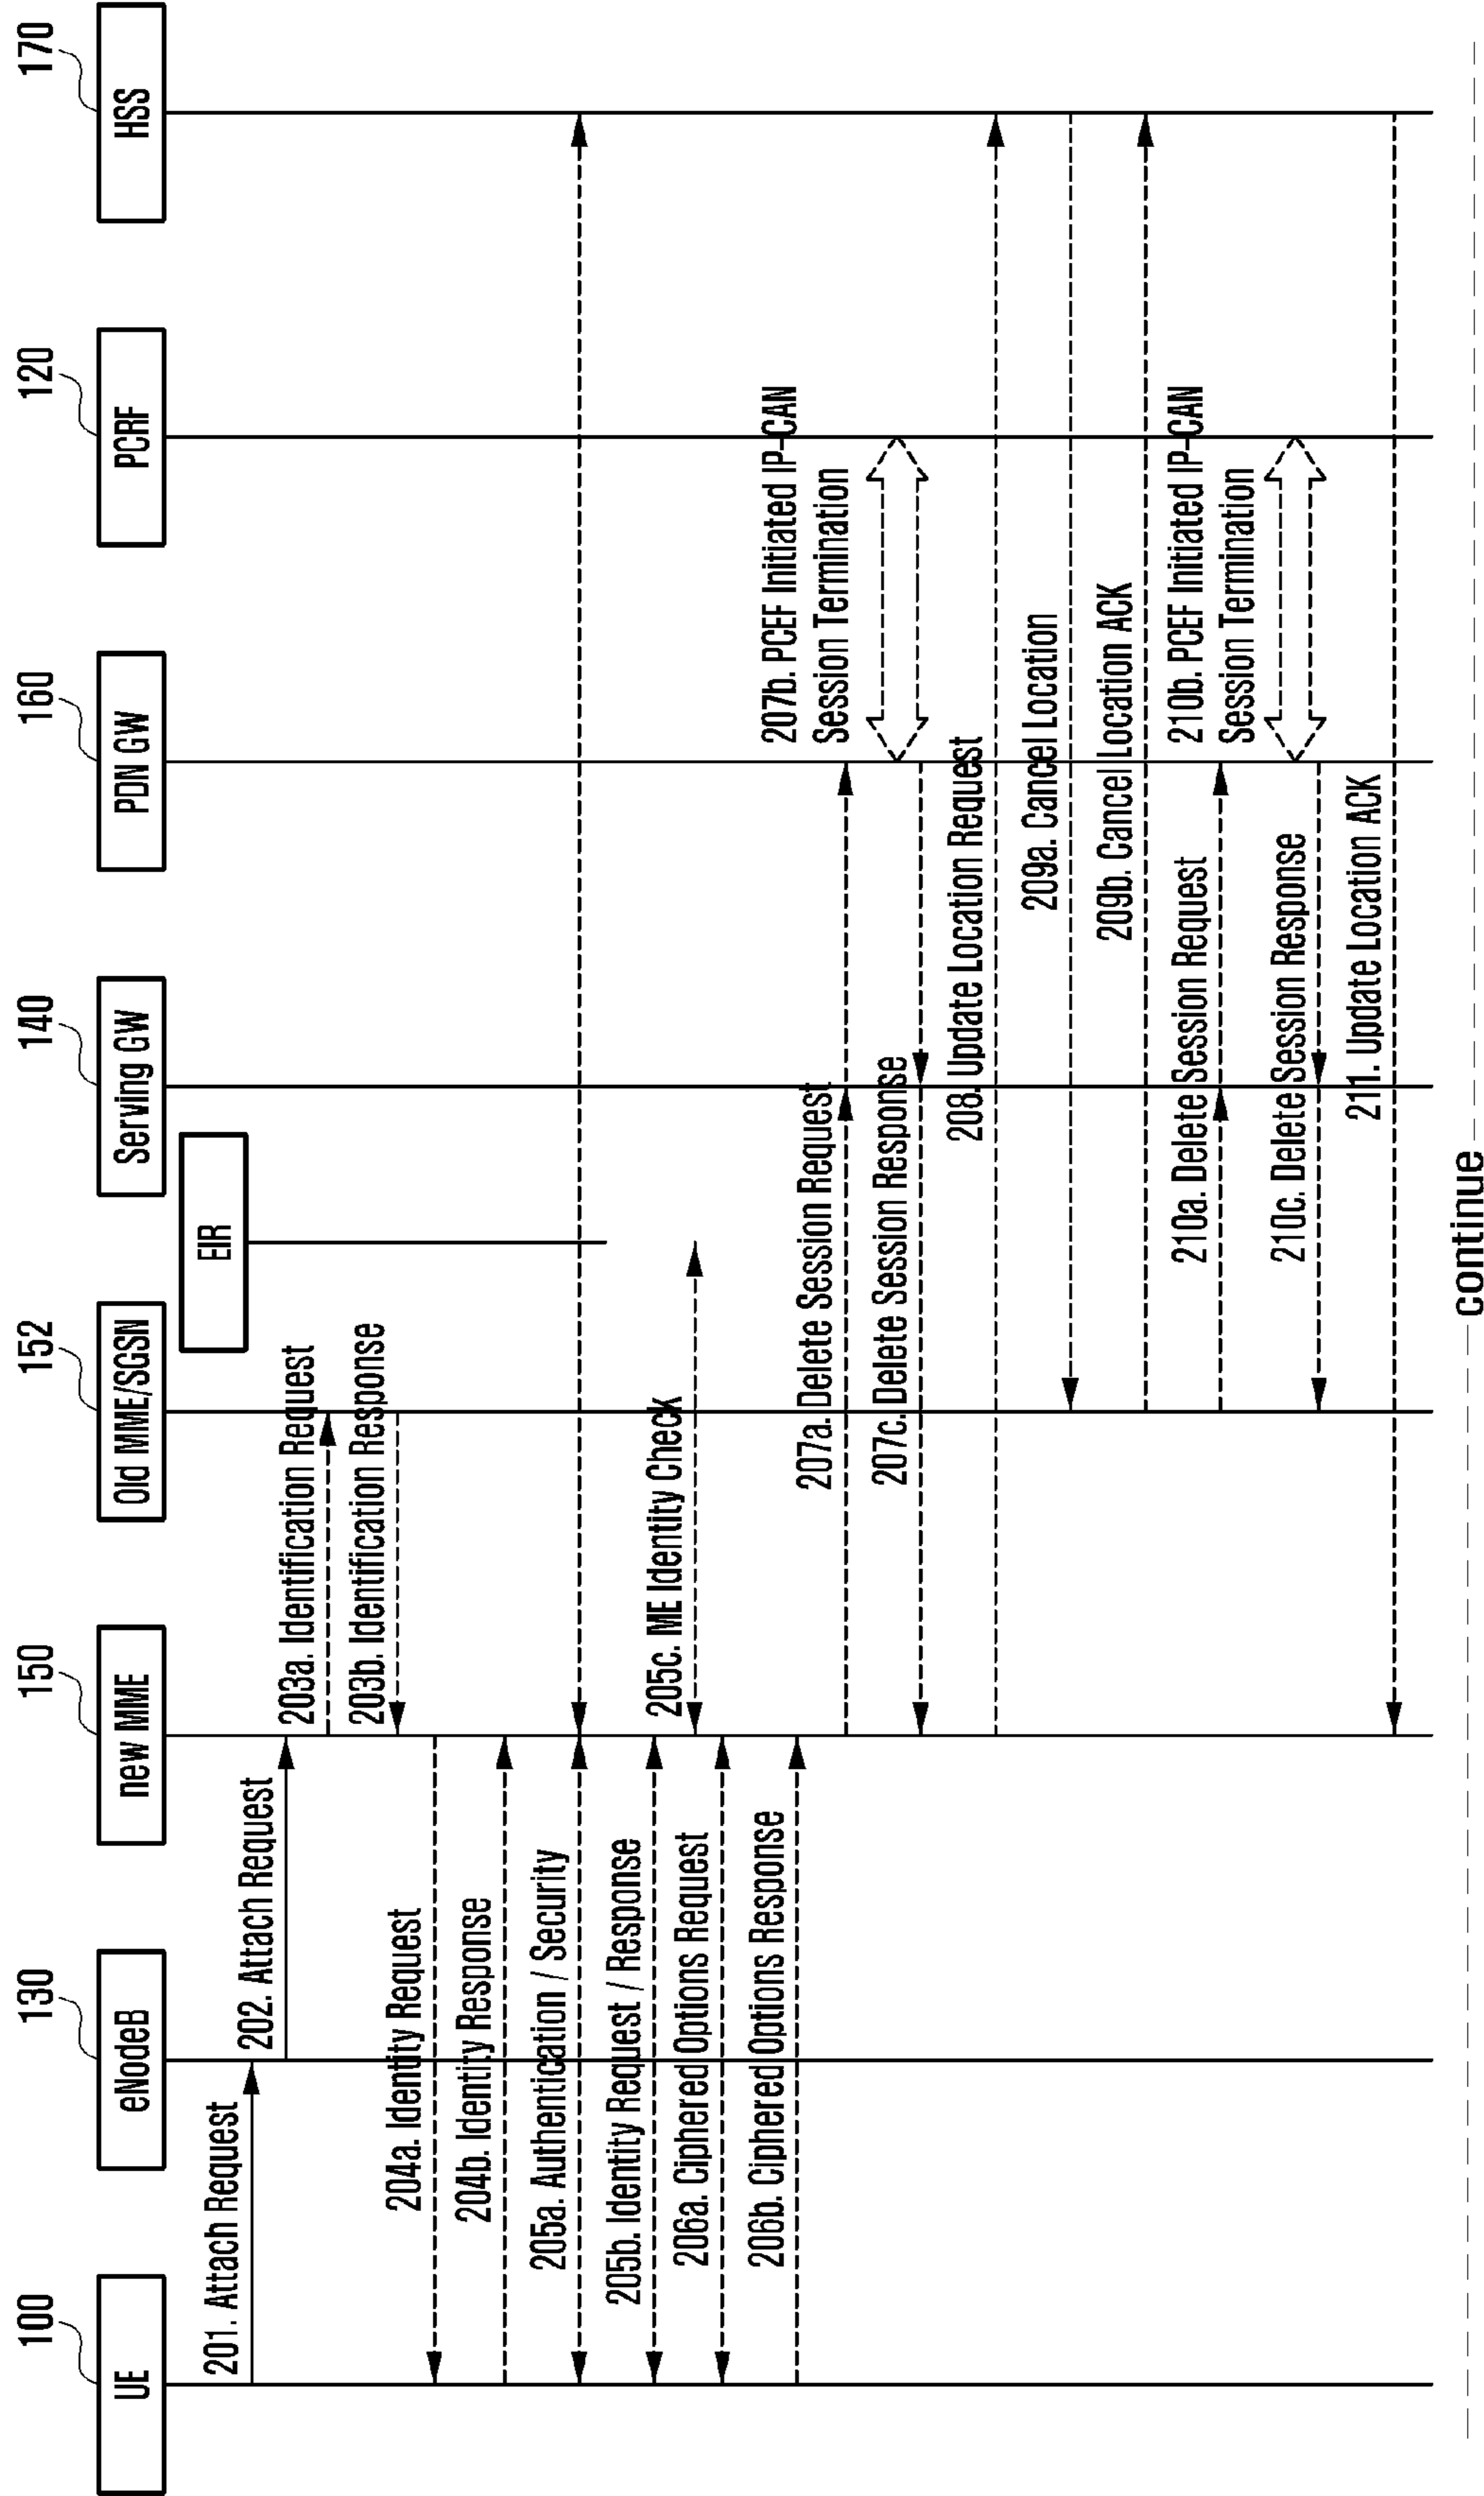 100
130
150
152
140
160
120
170
UE
eNodeB
new MME
Old MME/SGSN
Serving GW
PDN GW
PCRF
HSS
EIR
201. Attach Request
202. Attach Request
203a. Identification Request
203b. Identification Response
204a. Identity Request
204b. Identity Response
205a. Authentication / Security
205b. Identity Request / Response
205c. ME Identity Check
206a. Ciphered Options Request
206b. Ciphered Options Response
207a. Delete Session Request
207b. PCEF Initiated IP-CAN
Session Termination
207c. Delete Session Response
208. Update Location Request
209a. Cancel Location
209b. Cancel Location ACK
210a. Delete Session Request
210b. PCEF Initiated IP-CAN
Session Termination
210c. Delete Session Response
211. Update Location ACK
continue